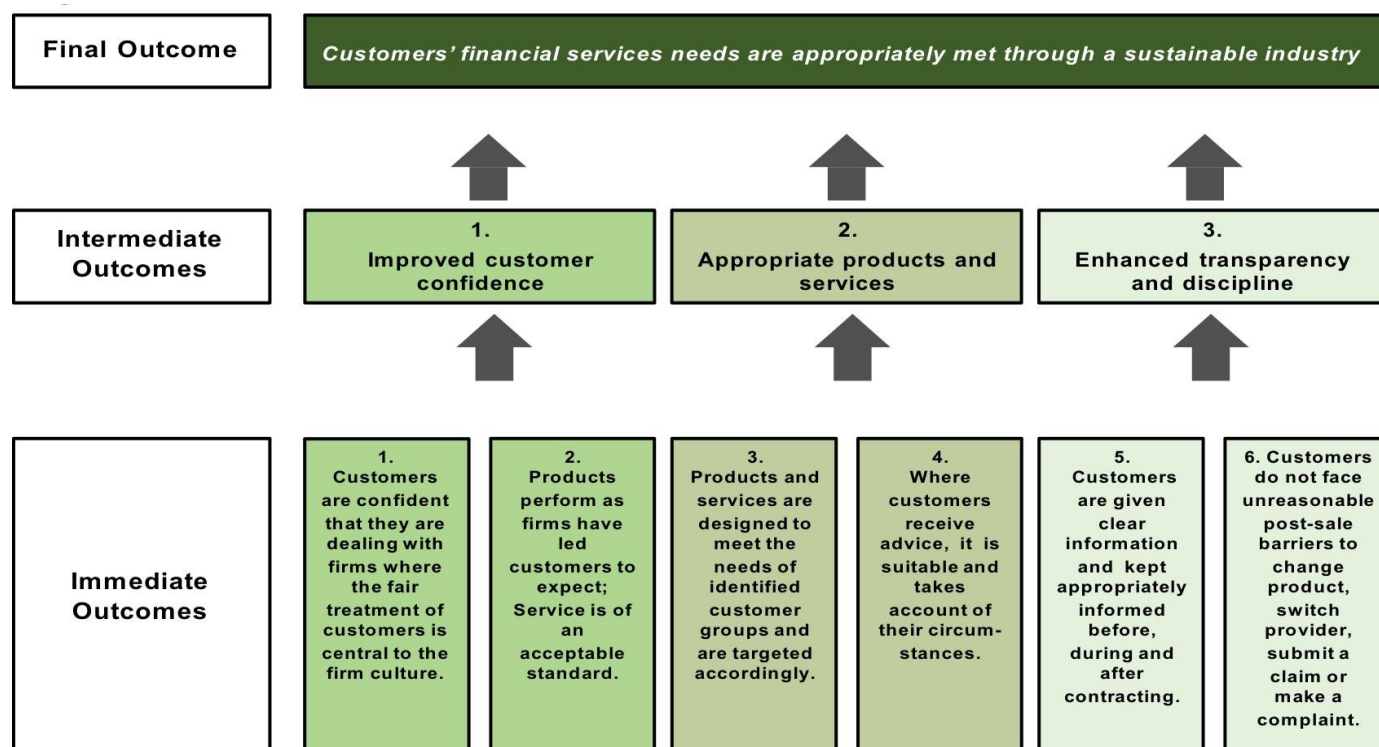 Final Outcome
Customers' financial services needs are appropriately met through a sustainable industry
Intermediate
Outcomes
1.
Improved customer
confidence
2.
Appropriate products and
services
3.
Enhanced transparency
and discipline
Immediate
Outcomes
1.
Customers
are confident
that they are
dealing with
firms where
the fair
treatment of
customers is
central to the
firm culture.
2.
Products
perform as
firms have
led
customers to
expect;
Service is of
an
acceptable
standard.
3.
Products and
services are
designed to
meet the
needs of
identified
customer
groups and
are targeted
accordingly.
4.
Where
customers
receive
advice, it is
suitable and
takes
account of
their circum-
stances.
5.
Customers
are given
clear
information
and kept
appropriately
informed
before,
during and
after
contracting.
6. Customers
do not face
unreasonable
post-sale
barriers to
change
product,
switch
provider,
submit a
claim or
make a
complaint.